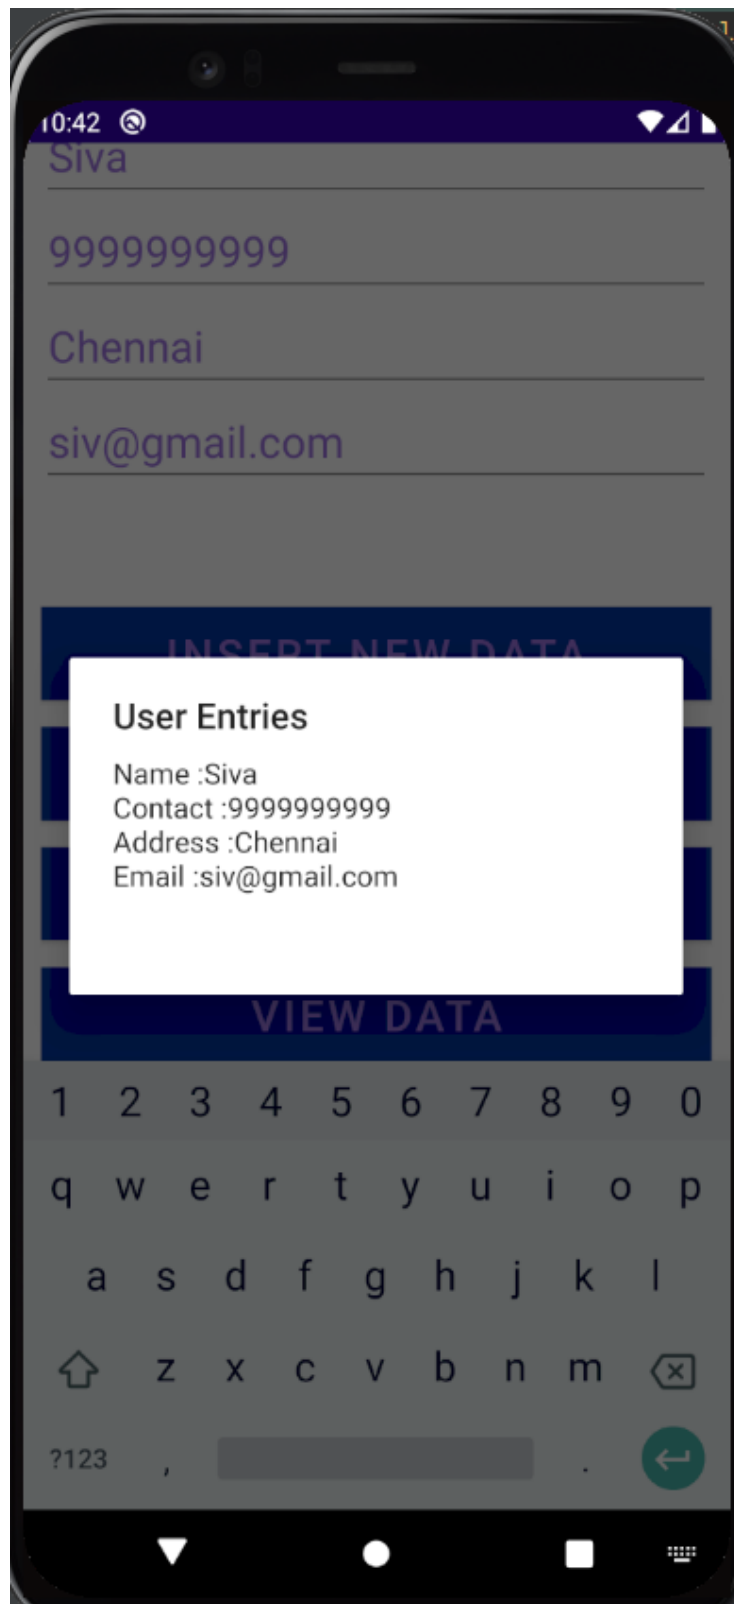 1
10:42
Siva
9999999999
Chennai
siv@gmail.com
INSERT NEW DATA
User Entries
Name :Siva
Contact :9999999999
Address :Chennai
Email :siv@gmail.com
VIEW DATA
1 2 3 4 5 6 7 8 9 0
q w e r t y u i o p
a s d f g h j k l
z x c v b n m
?123 , .